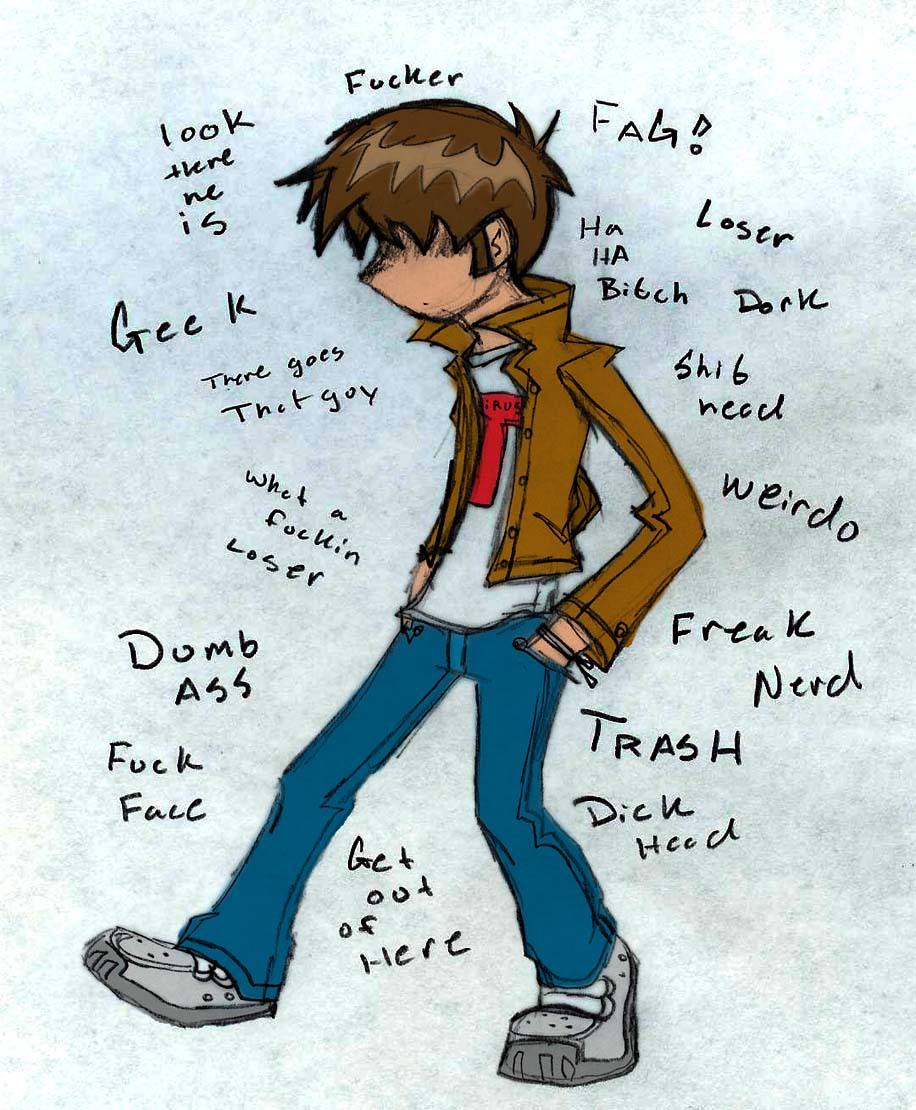 Fucker
look
there
he
is
FAG!
Loser
Ha
HA
Bitch
Dork
Geek
There goes
That guy
Shit
head
iRUS
What a
fuckin
Loser
Weirdo
Dumb
ASS
Freak
Nerd
TRASH
Fuck
Face
Dick
Head
Get
out
of
Here